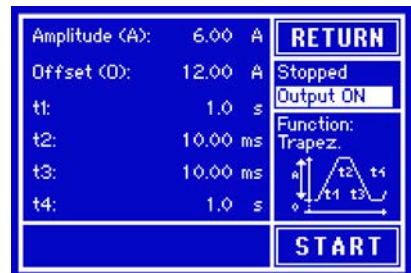 Amplitude (A): 6.00 A
RETURN
Offset (O): 12.00 A
Stopped
Output ON
t1: 1.0 s
Function:
Trapez.
t2: 10.00 ms
t3: 10.00 ms
t4: 1.0 s
A t2 t4
t1 t3
START